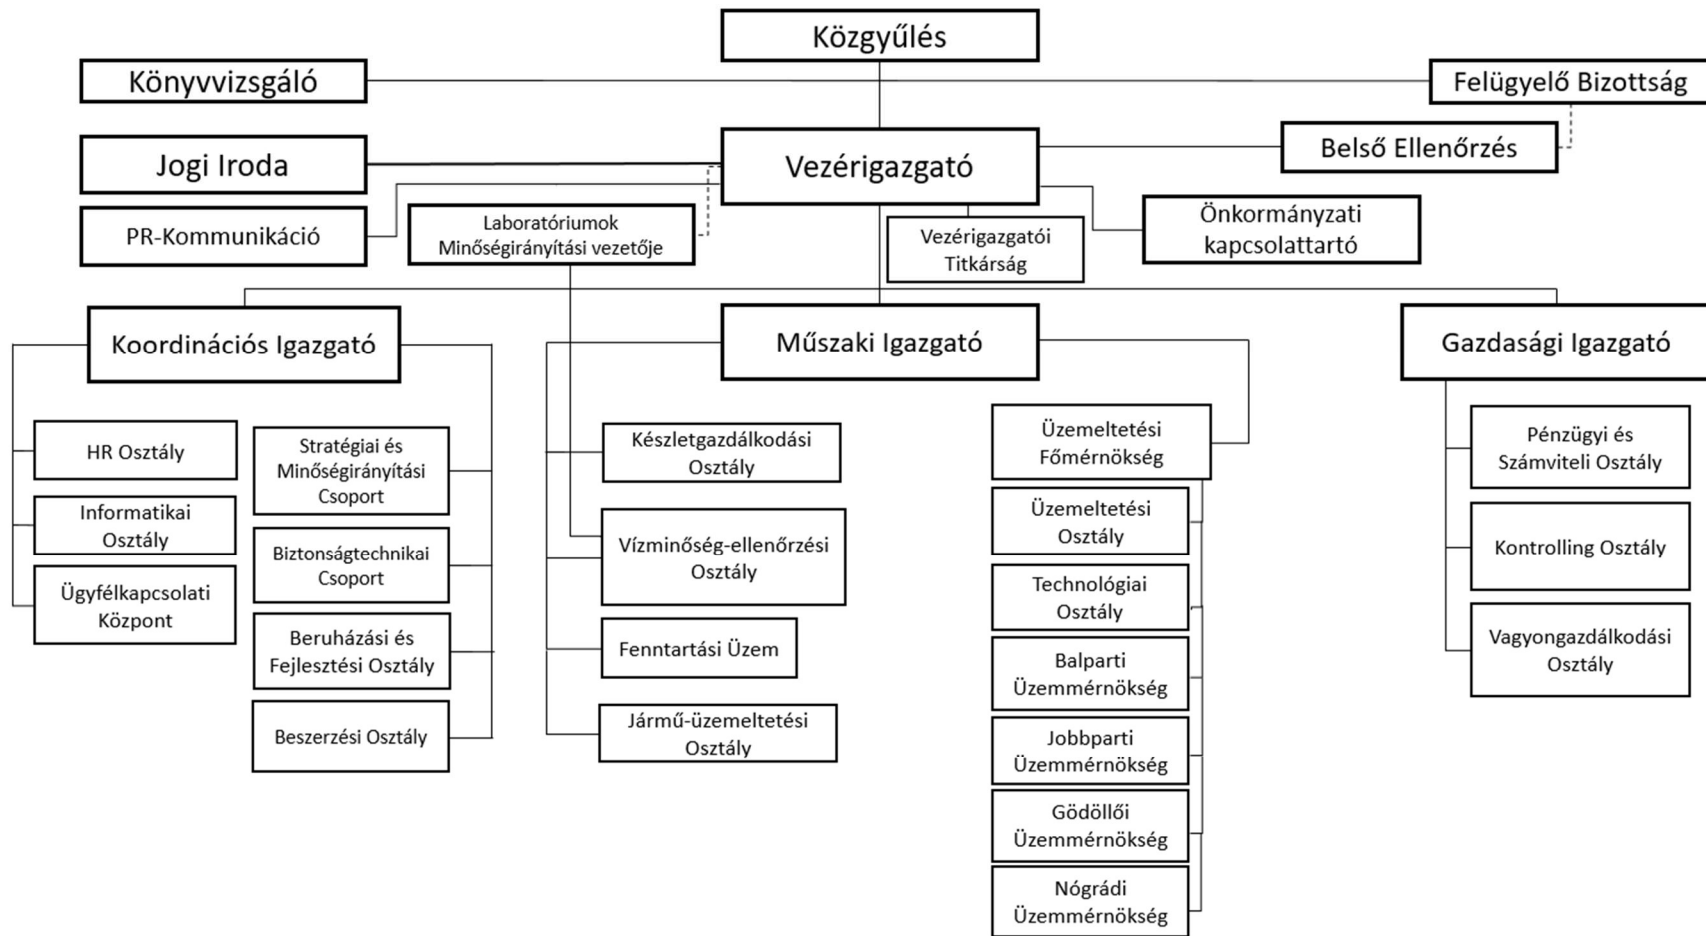 Közgyűlés
Könyvvizsgáló
Felügyelő Bizottság
Jogi Iroda
Vezérigazgató
Belső Ellenőrzés
PR-Kommunikáció
Laboratóriumok
Minőségirányítási vezetője
Vezérigazgatói
Titkárság
Önkormányzati
kapcsolattartó
Koordinációs Igazgató
Műszaki Igazgató
Gazdasági Igazgató
HR Osztály
Informatikai
Osztály
Ügyfélkapcsolati
Központ
Stratégiai és
Minőségirányítási
Csoport
Biztonságtechnikai
Csoport
Beruházási és
Fejlesztési Osztály
Beszerzési Osztály
Készletgazdálkodási
Osztály
Vízminőség-ellenőrzési
Osztály
Fenntartási Üzem
Jármű-üzemeltetési
Osztály
Üzemeltetési
Főmérnökség
Üzemeltetési
Osztály
Technológiai
Osztály
Balparti
Üzemmérnökség
Jobbparti
Üzemmérnökség
Gödöllői
Üzemmérnökség
Nógrádi
Üzemmérnökség
Pénzügyi és
Számviteli Osztály
Kontrolling Osztály
Vagyongazdálkodási
Osztály